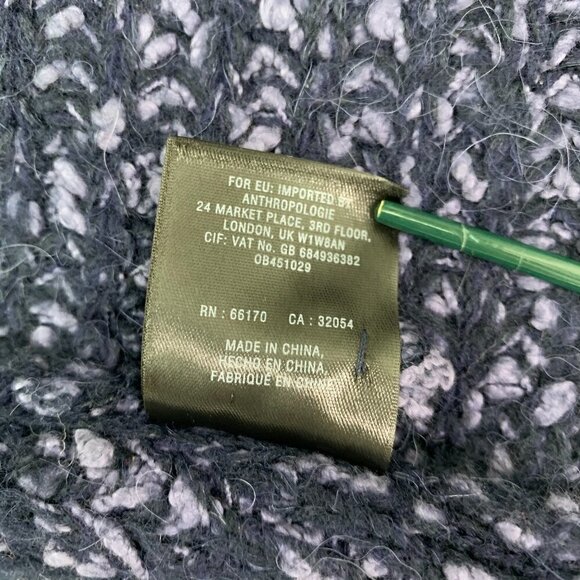 FOR EU: IMPORTED BY
ANTHROPOLOGIE
24 MARKET PLACE, 3RD FLOOR,
LONDON, UK W1W8AN
CIF: VAT No. GB 684936382
OB451029
RN : 66170 CA : 32054
MADE IN CHINA,
HECHO EN CHINA,
FABRIQUÉ EN CHINE